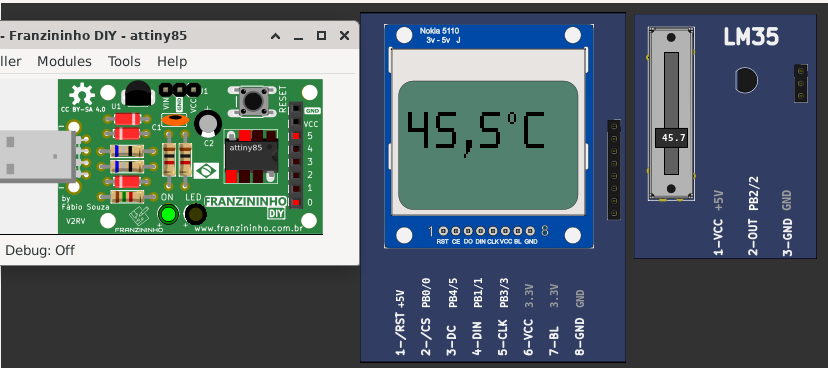 - Franzininho DIY - attiny85
ller Modules Tools Help
CC BY-SA 4.0
U1
VIN
GND
VCC
J1
RESET
C1
C2
GND
VCC
5
4
3
2
1
0
attiny85
by
Fábio Souza
V2RV
ON LED
FRANZININHO
DIY
FRANZININHO
www.franzininho.com.br
Debug: Off
Nokia 5110
3v - 5v J
45,5°C
1 8
RST CE DO DIN CLK VCC BL GND
1-/RST +5V
2-/CS PB0/0
3-DC PB4/5
4-DIN PB1/1
5-CLK PB3/3
6-VCC 3.3V
7-BL 3.3V
8-GND GND
LM35
45.7
1-VCC +5V
2-OUT PB2/2
3-GND GND